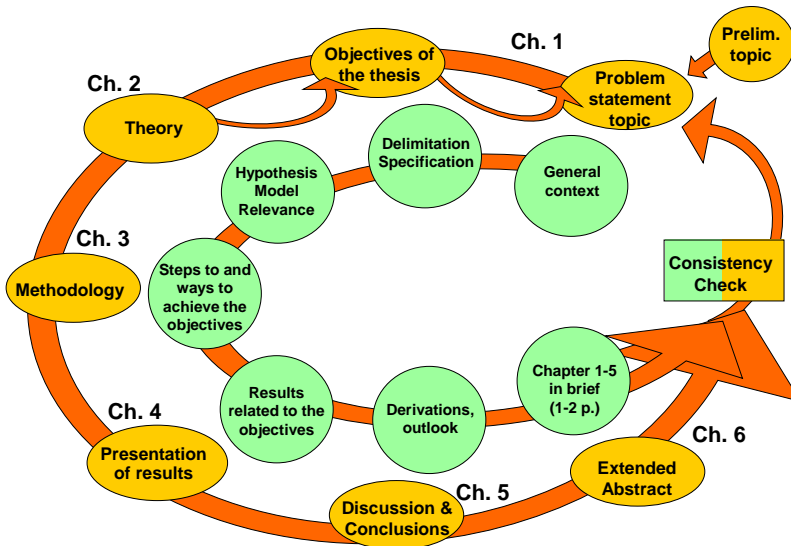 Ch. 1
Prelim.
topic
Objectives of
the thesis
Problem
statement
topic
Ch. 2
Theory
Delimitation
Specification
General
context
Hypothesis
Model
Relevance
Ch. 3
Methodology
Steps to and
ways to
achieve the
objectives
Consistency
Check
Results
related to the
objectives
Derivations,
outlook
Chapter 1-5
in brief
(1-2 p.)
Ch. 4
Presentation
of results
Ch. 5
Discussion &
Conclusions
Ch. 6
Extended
Abstract